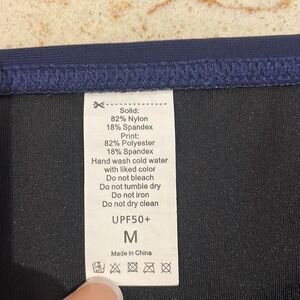 Solid:
82% Nylon
18% Spandex
Print:
82% Polyester
18% Spandex
Hand wash cold water
with liked color
Do not bleach
Do not tumble dry
Do not iron
Do not dry clean
UPF50+
M
Made in China